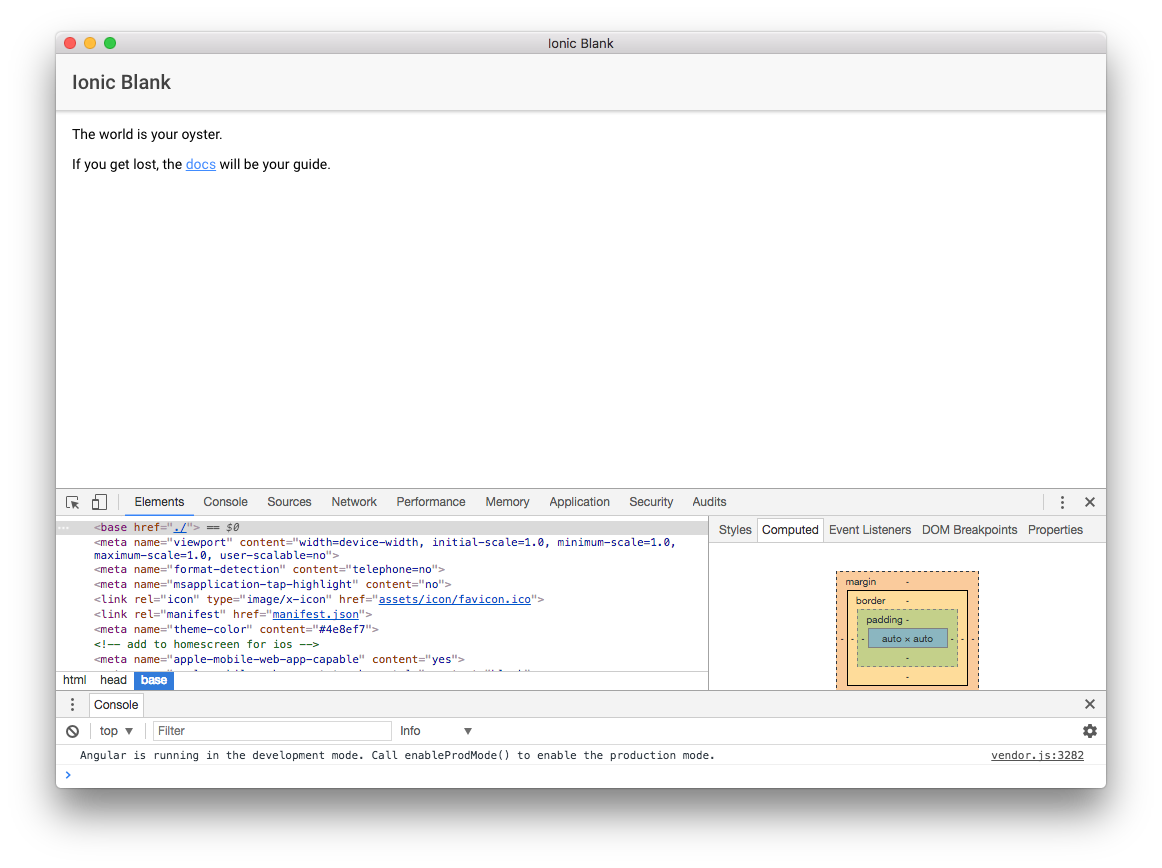 Ionic Blank
Ionic Blank
The world is your oyster.
If you get lost, the docs will be your guide.
Elements Console Sources Network Performance Memory Application Security Audits
<base href="./"> == $0
<meta name="viewport" content="width=device-width, initial-scale=1.0, minimum-scale=1.0,
maximum-scale=1.0, user-scalable=no">
<meta name="format-detection" content="telephone=no">
<meta name="msapplication-tap-highlight" content="no">
<link rel="icon" type="image/x-icon" href="assets/icon/favicon.ico">
<link rel="manifest" href="manifest.json">
<meta name="theme-color" content="#4e8ef7">
<!-- add to homescreen for ios -->
<meta name="apple-mobile-web-app-capable" content="yes">
html head base
Styles Computed Event Listeners DOM Breakpoints Properties
margin -
border -
padding -
- - - auto × auto - - -
-
-
Console
top ▼ Filter Info ▼
Angular is running in the development mode. Call enableProdMode() to enable the production mode. vendor.js:3282
>